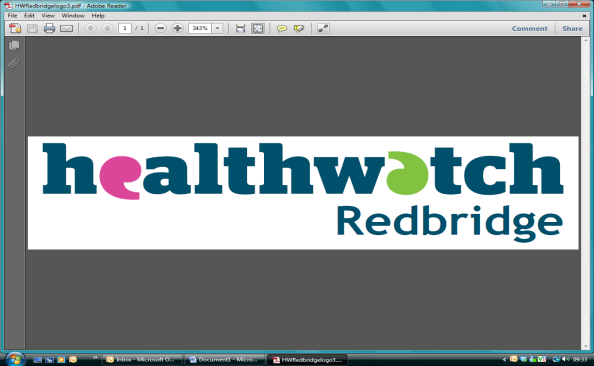 HWRedbridgelogo3.pdf - Adobe Reader
File Edit View Window Help
1 / 1 243% Comment Share
healthwatch
Redbridge
Inbox - Microsoft O... Document1 - Micro... HWRedbridgelogo3.... 09:33